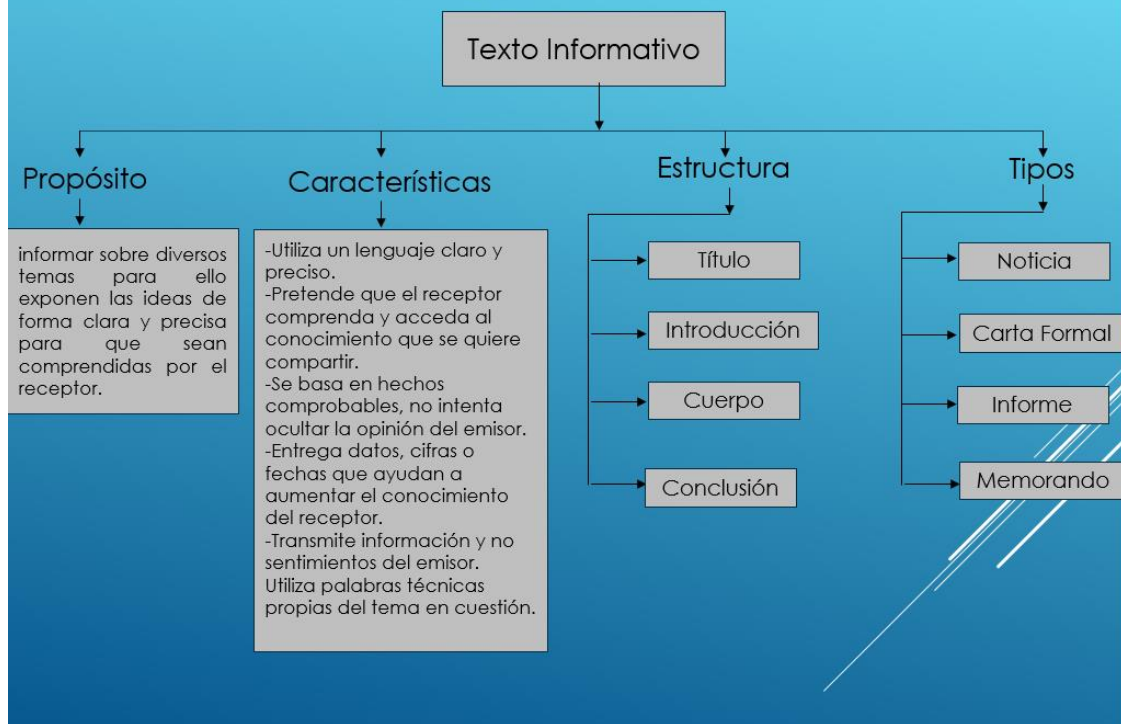 Texto Informativo
Propósito
informar sobre diversos
temas para ello
exponen las ideas de
forma clara y precisa
para que sean
comprendidas por el
receptor.
Características
-Utiliza un lenguaje claro y
preciso.
-Pretende que el receptor
comprenda y acceda al
conocimiento que se quiere
compartir.
-Se basa en hechos
comprobables, no intenta
ocultar la opinión del emisor.
-Entrega datos, cifras o
fechas que ayudan a
aumentar el conocimiento
del receptor.
-Transmite información y no
sentimientos del emisor.
Utiliza palabras técnicas
propias del tema en cuestión.
Estructura
Título
Introducción
Cuerpo
Conclusión
Tipos
Noticia
Carta Formal
Informe
Memorando